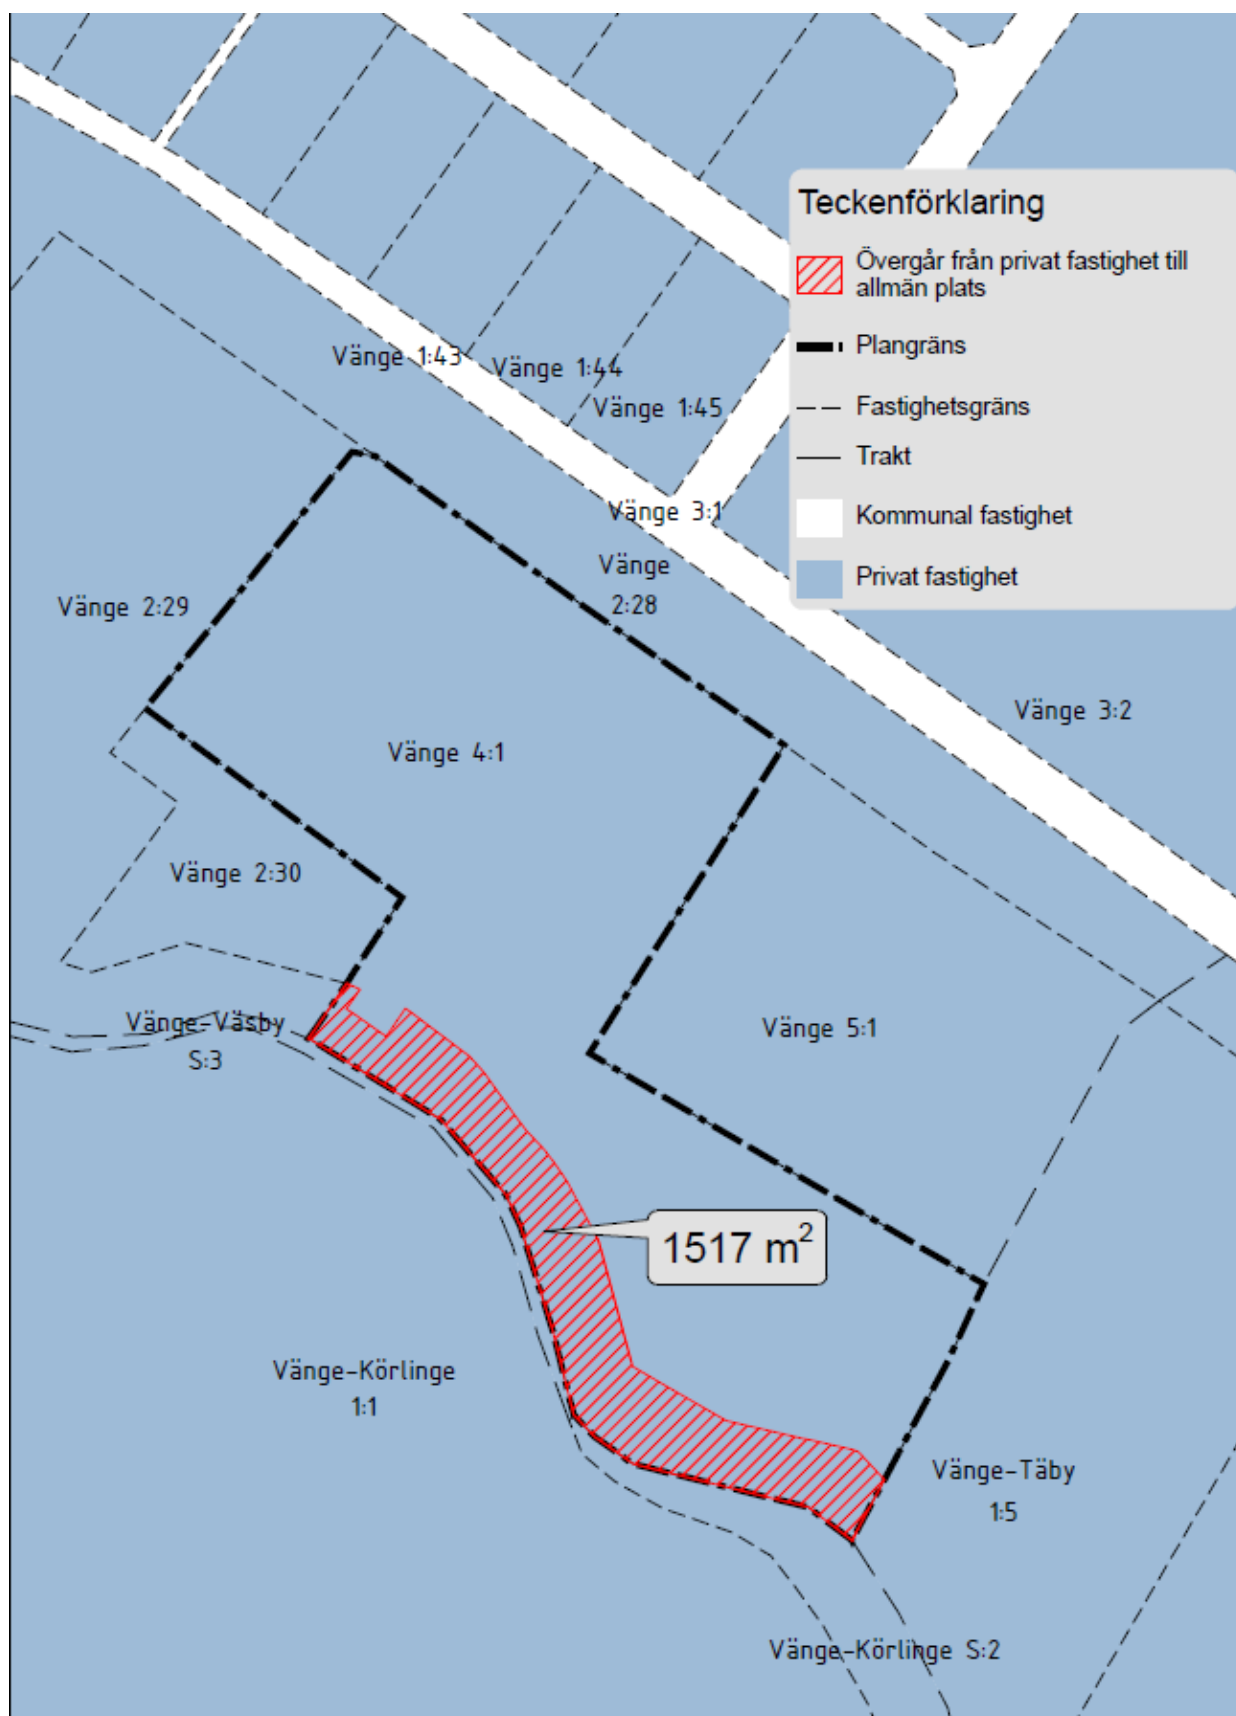 Teckenförklaring
Övergår från privat fastighet till
allmän plats
Plangräns
Fastighetsgräns
Trakt
Kommunal fastighet
Privat fastighet
Vänge 1:43
Vänge 1:44
Vänge 1:45
Vänge 3:1
Vänge
2:28
Vänge 2:29
Vänge 3:2
Vänge 4:1
Vänge 2:30
Vänge-Väsby
S:3
Vänge 5:1
1517 m²
Vänge-Körlinge
1:1
Vänge-Täby
1:5
Vänge-Körlinge S:2